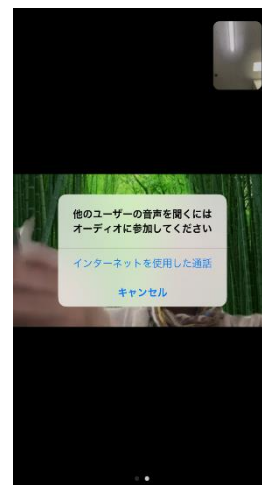 他のユーザーの音声を聞くには
オーディオに参加してください
インターネットを使用した通話
キャンセル